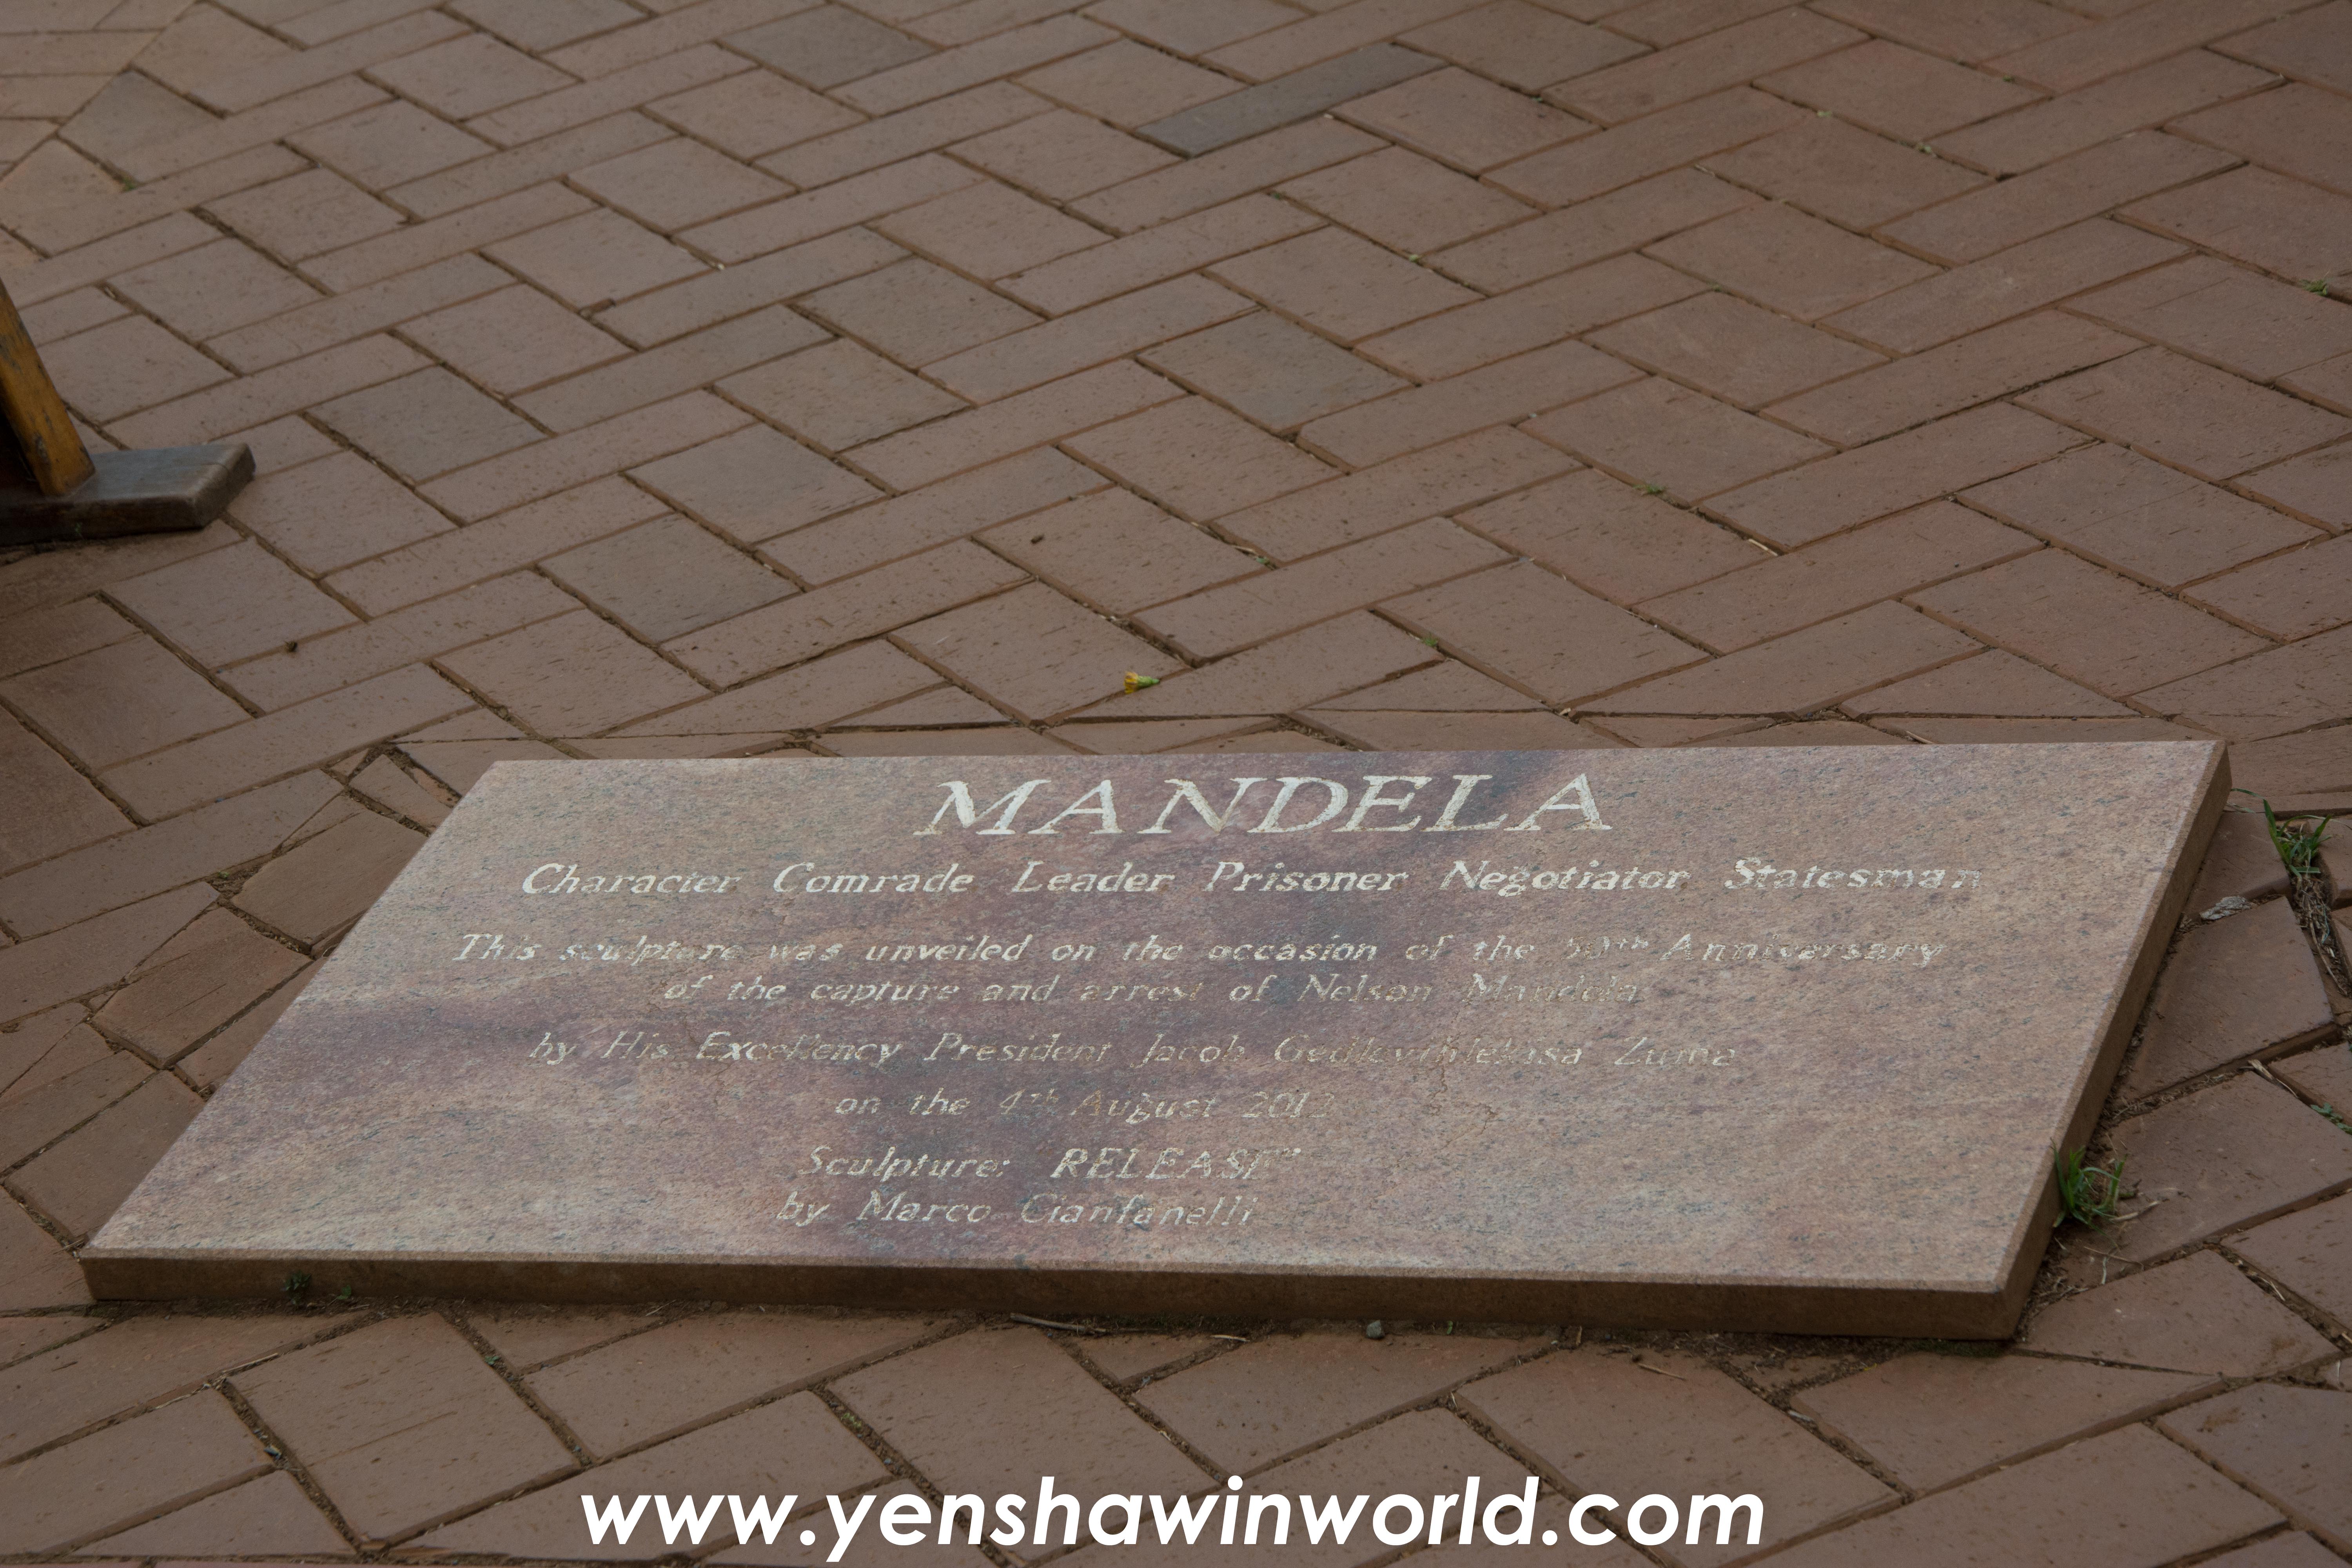 MANDELA
Character Comrade Leader Prisoner Negotiator Statesman
This sculpture was unveiled on the occasion of the 50th Anniversary
of the capture and arrest of Nelson Mandela
by His Excellency President Jacob Gedleyihlekisa Zuma
on the 4th August 2012
Sculpture: RELEASE
by Marco Cianfanelli
www.yenshawinworld.com